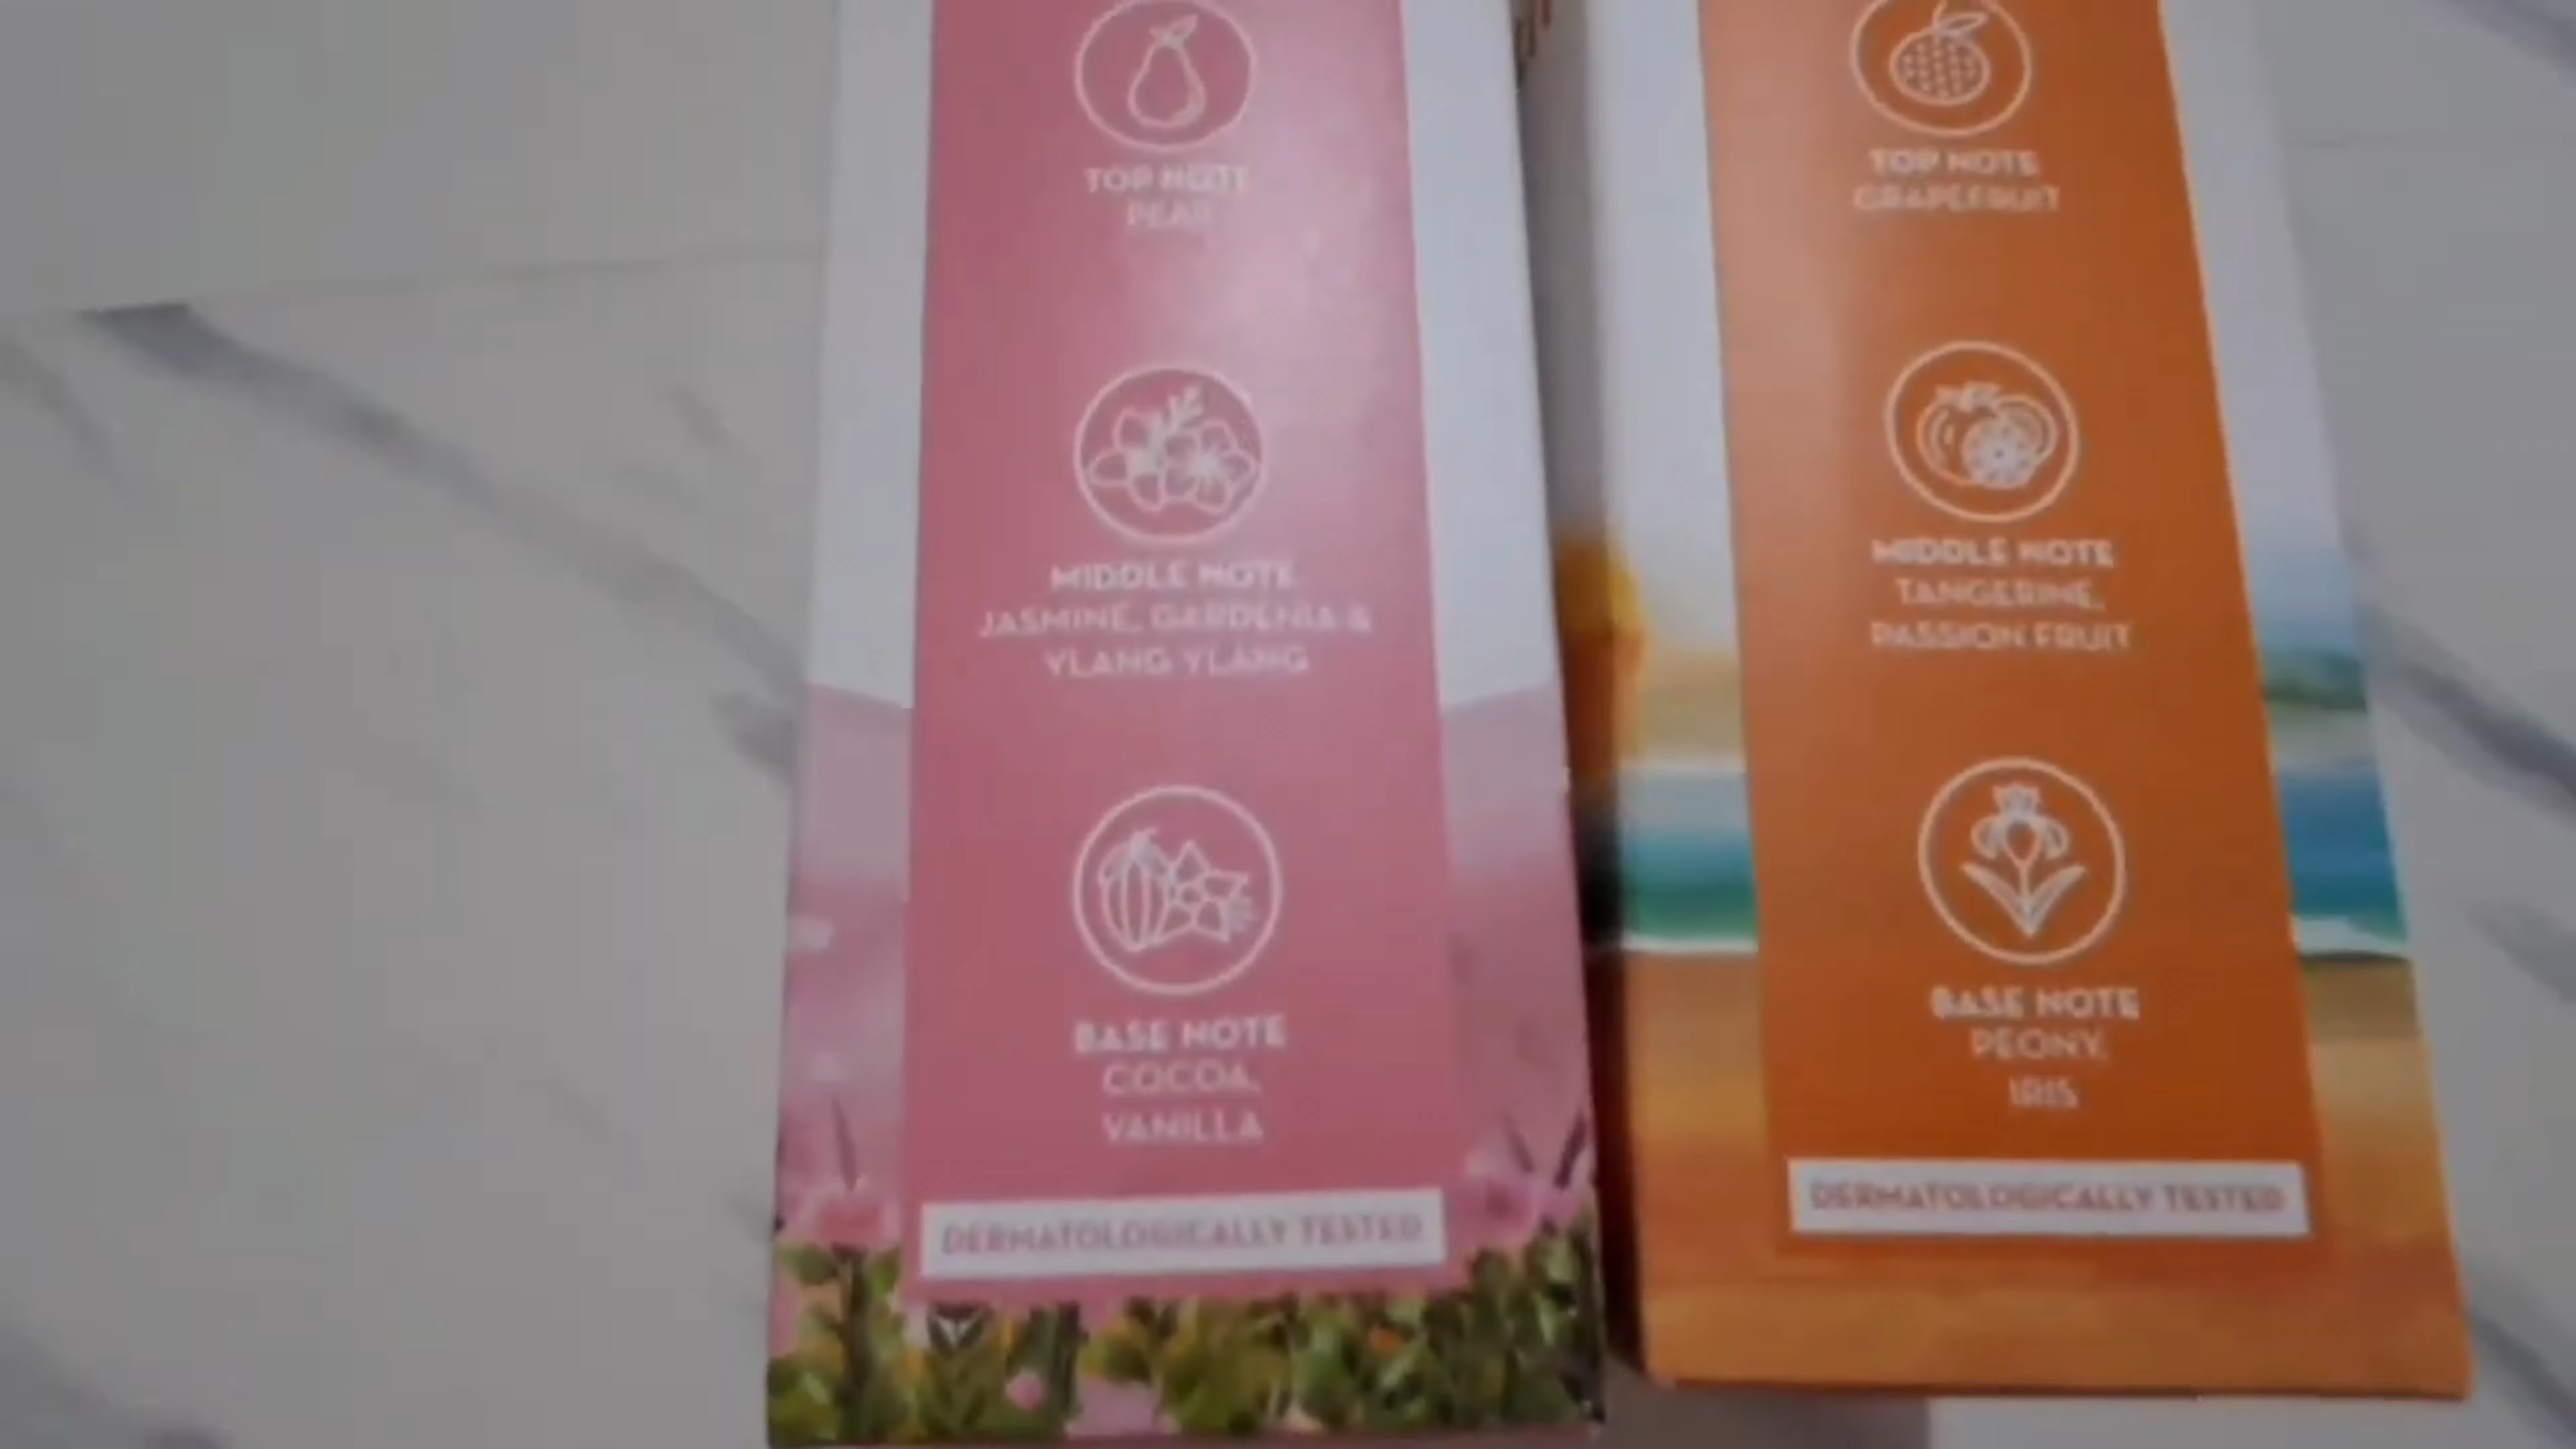 TOP NOTE
PEAR
MIDDLE NOTE
JASMINE, GARDENIA &
YLANG YLANG
BASE NOTE
COCOA,
VANILLA
DERMATOLOGICALLY TESTED
TOP NOTE
GRAPEFRUIT
MIDDLE NOTE
TANGERINE,
PASSION FRUIT
BASE NOTE
PEONY,
IRIS
DERMATOLOGICALLY TESTED